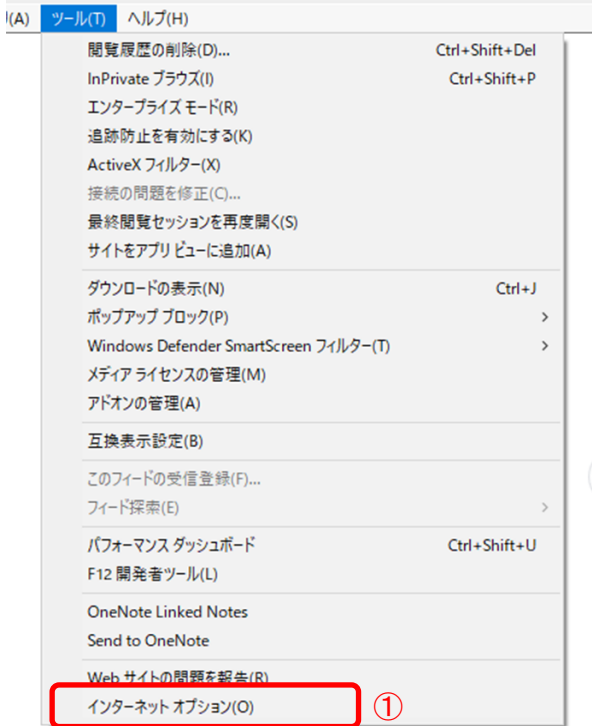 (A) ツール(T) ヘルプ(H)
閲覧履歴の削除(D)... Ctrl+Shift+Del
InPrivate ブラウズ(I) Ctrl+Shift+P
エンタープライズ モード(R)
追跡防止を有効にする(K)
ActiveX フィルター(X)
接続の問題を修正(C)...
最終閲覧セッションを再度開く(S)
サイトをアプリ ビューに追加(A)
ダウンロードの表示(N) Ctrl+J
ポップアップ ブロック(P)
Windows Defender SmartScreen フィルター(T)
メディア ライセンスの管理(M)
アドオンの管理(A)
互換表示設定(B)
このフィードの受信登録(F)...
フィード探索(E)
パフォーマンス ダッシュボード Ctrl+Shift+U
F12 開発者ツール(L)
OneNote Linked Notes
Send to OneNote
Web サイトの問題を報告(R)
インターネット オプション(O) ①